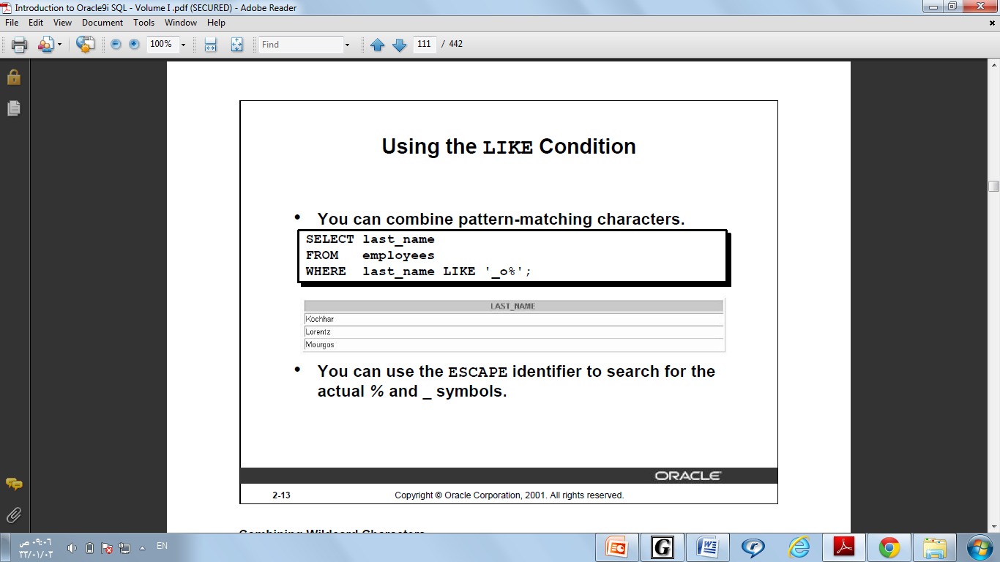 Introduction to Oracle9i SQL - Volume I .pdf (SECURED) - Adobe Reader
File Edit View Document Tools Window Help
100% Find 111 / 442
Using the LIKE Condition
• You can combine pattern-matching characters.
SELECT last_name
FROM employees
WHERE last_name LIKE '_o%';
LAST_NAME
Kochhar
Lorentz
Mourgos
• You can use the ESCAPE identifier to search for the
actual % and _ symbols.
ORACLE
2-13 Copyright © Oracle Corporation, 2001. All rights reserved.
Combining Wildcard Characters
٠٩:٠٦ ص
EN
٣٣/٠١/٠٣